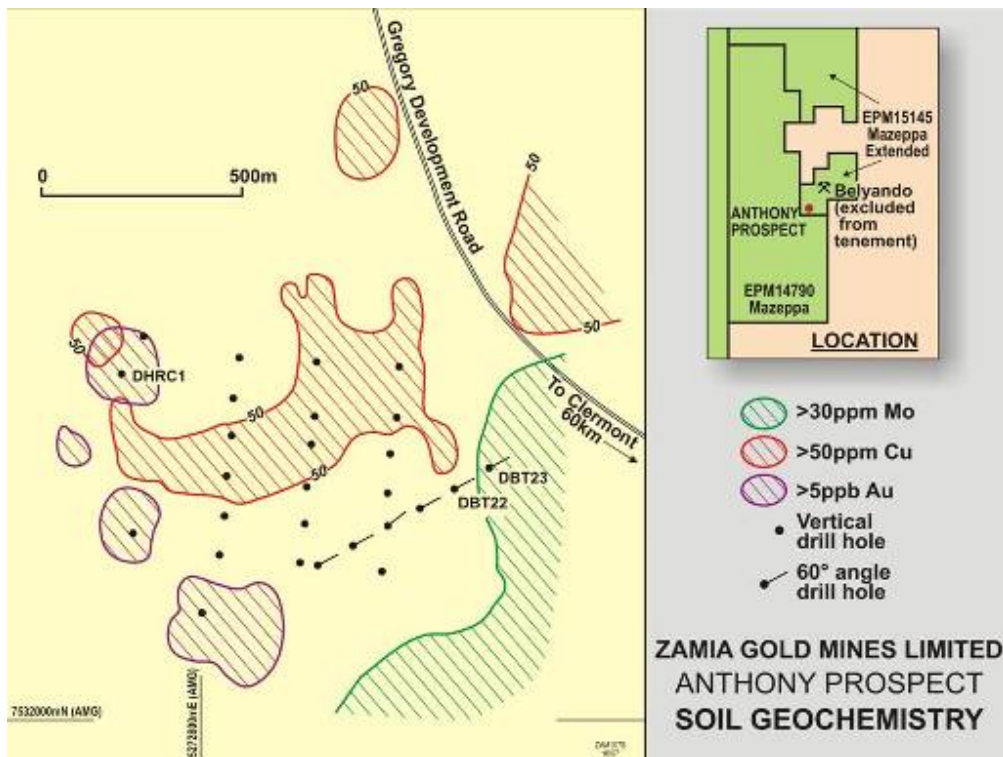 50
Gregory Development Road
0
500m
50
50
50
DHRC1
50
50
To Clermont
60km
DBT23
DBT22
7532000mN (AMG)
5272800mE (AMG)
EPM15145
Mazeppa
Extended
Belyando
(excluded
from
tenement)
ANTHONY
PROSPECT
EPM14790
Mazeppa
LOCATION
>30ppm Mo
>50ppm Cu
>5ppb Au
Vertical
drill hole
60° angle
drill hole
ZAMIA GOLD MINES LIMITED
ANTHONY PROSPECT
SOIL GEOCHEMISTRY